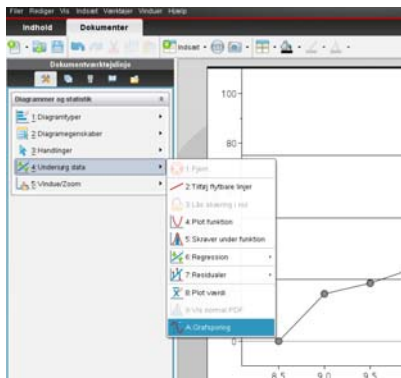 Filer Rediger Vis Indsæt Værktøjer Vinduer Hjælp
Indhold Dokumenter
Indsæt
Dokumentværktøjslinje
Diagrammer og statistik
1: Diagramtyper
2: Diagramegenskaber
3: Handlinger
4: Undersøg data
5: Vindue/Zoom
1: Fjern
2: Tilføj flytbare linjer
3: Lås skæring i nul
4: Plot funktion
5: Skraver under funktion
6: Regression
7: Residualer
8: Plot værdi
9: Vis normal PDF
A: Grafsporing
100
80
0
8.5 9.0 9.5